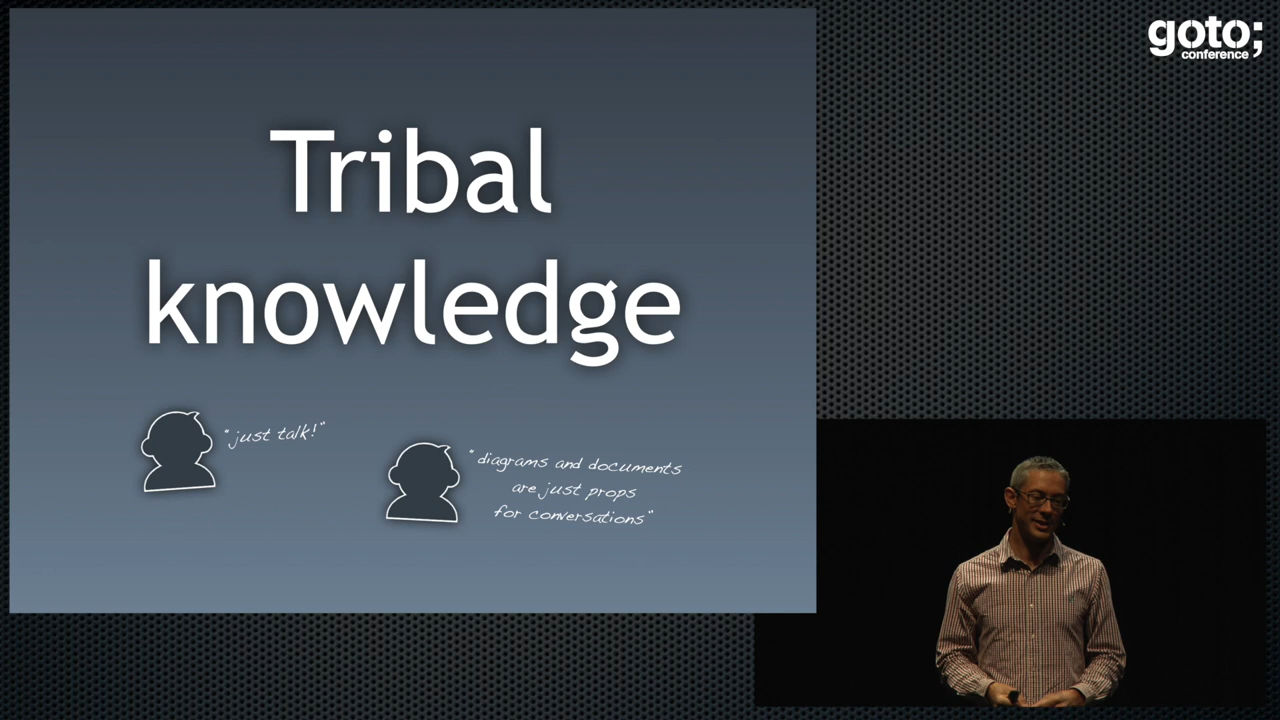 goto;
conference
Tribal
knowledge
"just talk!"
"diagrams and documents
are just props
for conversations"